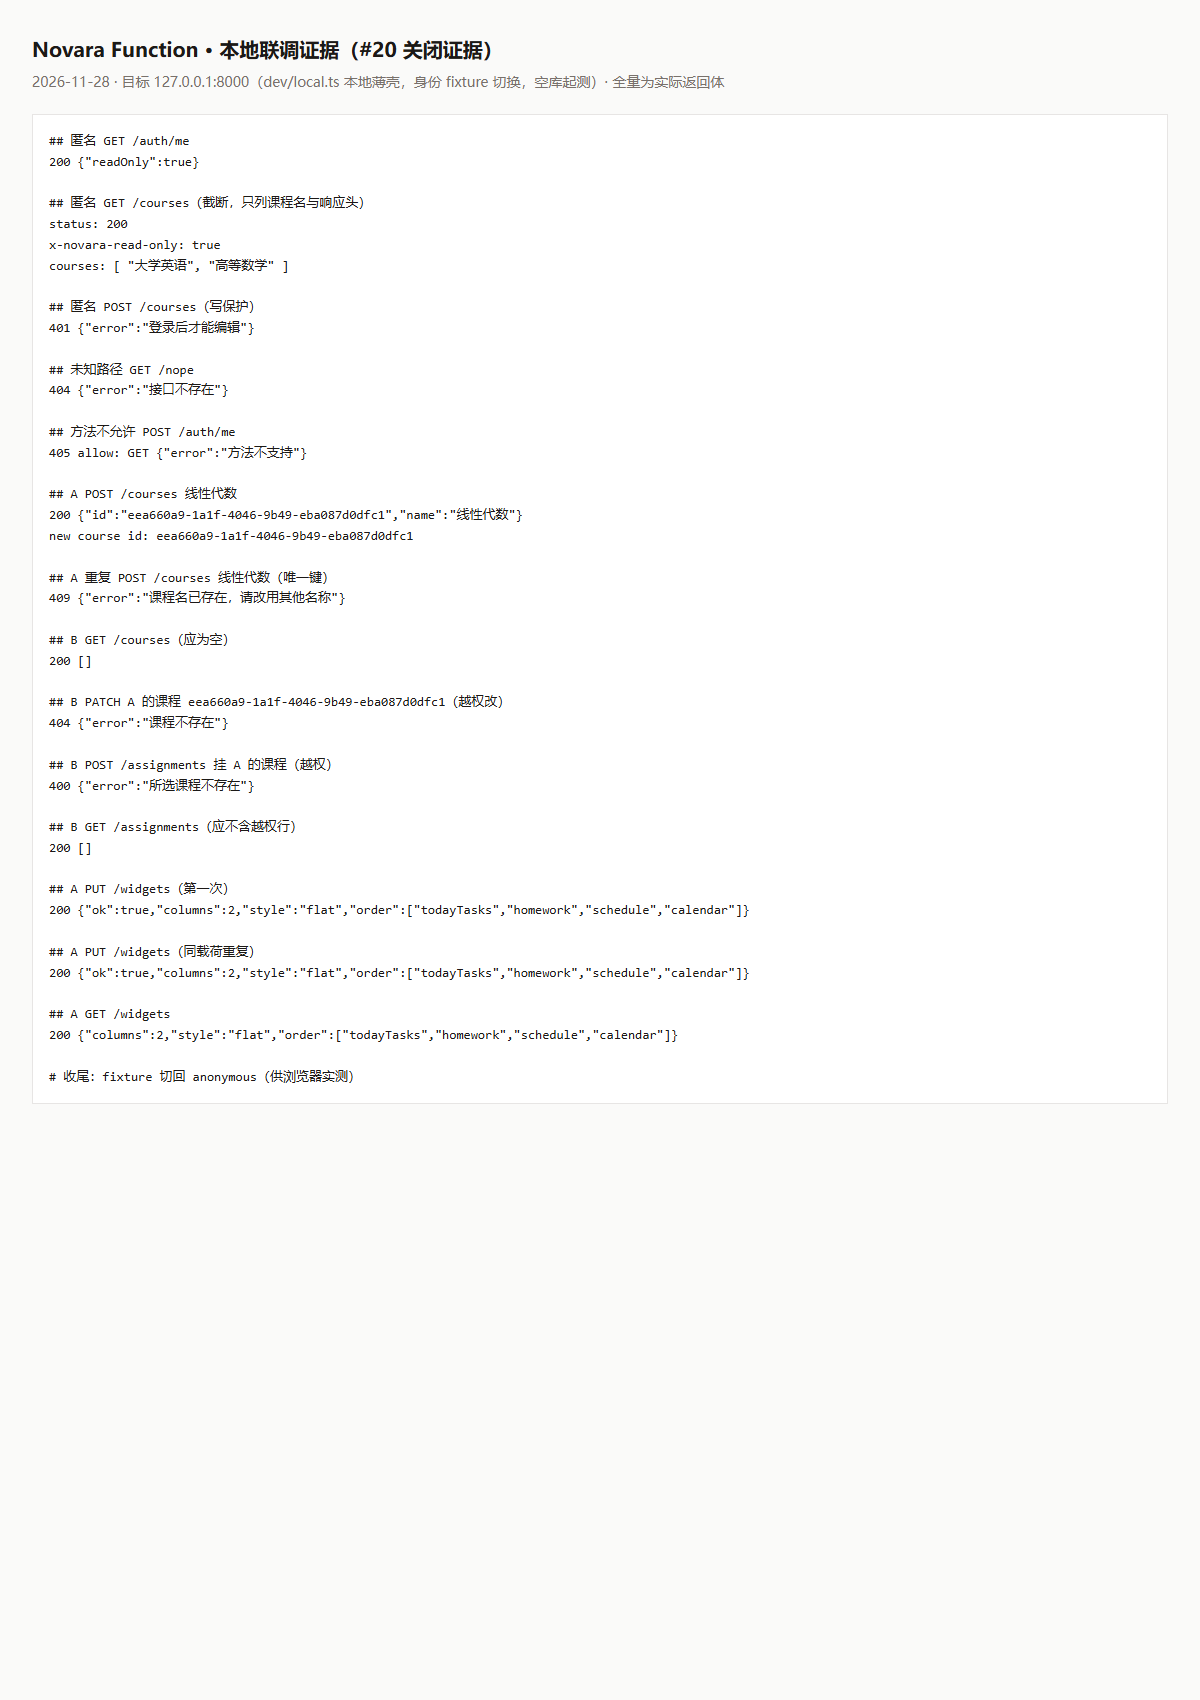 Novara Function • 本地联调证据（#20 关闭证据）
2026-11-28 · 目标 127.0.0.1:8000（dev/local.ts 本地薄壳，身份 fixture 切换，空库起测）· 全量为实际返回体
## 匿名 GET /auth/me
200 {"readOnly":true}
## 匿名 GET /courses（截断，只列课程名与响应头）
status: 200
x-novara-read-only: true
courses: [ "大学英语", "高等数学" ]
## 匿名 POST /courses（写保护）
401 {"error":"登录后才能编辑"}
## 未知路径 GET /nope
404 {"error":"接口不存在"}
## 方法不允许 POST /auth/me
405 allow: GET {"error":"方法不支持"}
## A POST /courses 线性代数
200 {"id":"eea660a9-1a1f-4046-9b49-eba087d0dfc1","name":"线性代数"}
new course id: eea660a9-1a1f-4046-9b49-eba087d0dfc1
## A 重复 POST /courses 线性代数（唯一键）
409 {"error":"课程名已存在，请改用其他名称"}
## B GET /courses（应为空）
200 []
## B PATCH A 的课程 eea660a9-1a1f-4046-9b49-eba087d0dfc1（越权改）
404 {"error":"课程不存在"}
## B POST /assignments 挂 A 的课程（越权）
400 {"error":"所选课程不存在"}
## B GET /assignments（应不含越权行）
200 []
## A PUT /widgets（第一次）
200 {"ok":true,"columns":2,"style":"flat","order":["todayTasks","homework","schedule","calendar"]}
## A PUT /widgets（同载荷重复）
200 {"ok":true,"columns":2,"style":"flat","order":["todayTasks","homework","schedule","calendar"]}
## A GET /widgets
200 {"columns":2,"style":"flat","order":["todayTasks","homework","schedule","calendar"]}
# 收尾：fixture 切回 anonymous（供浏览器实测）